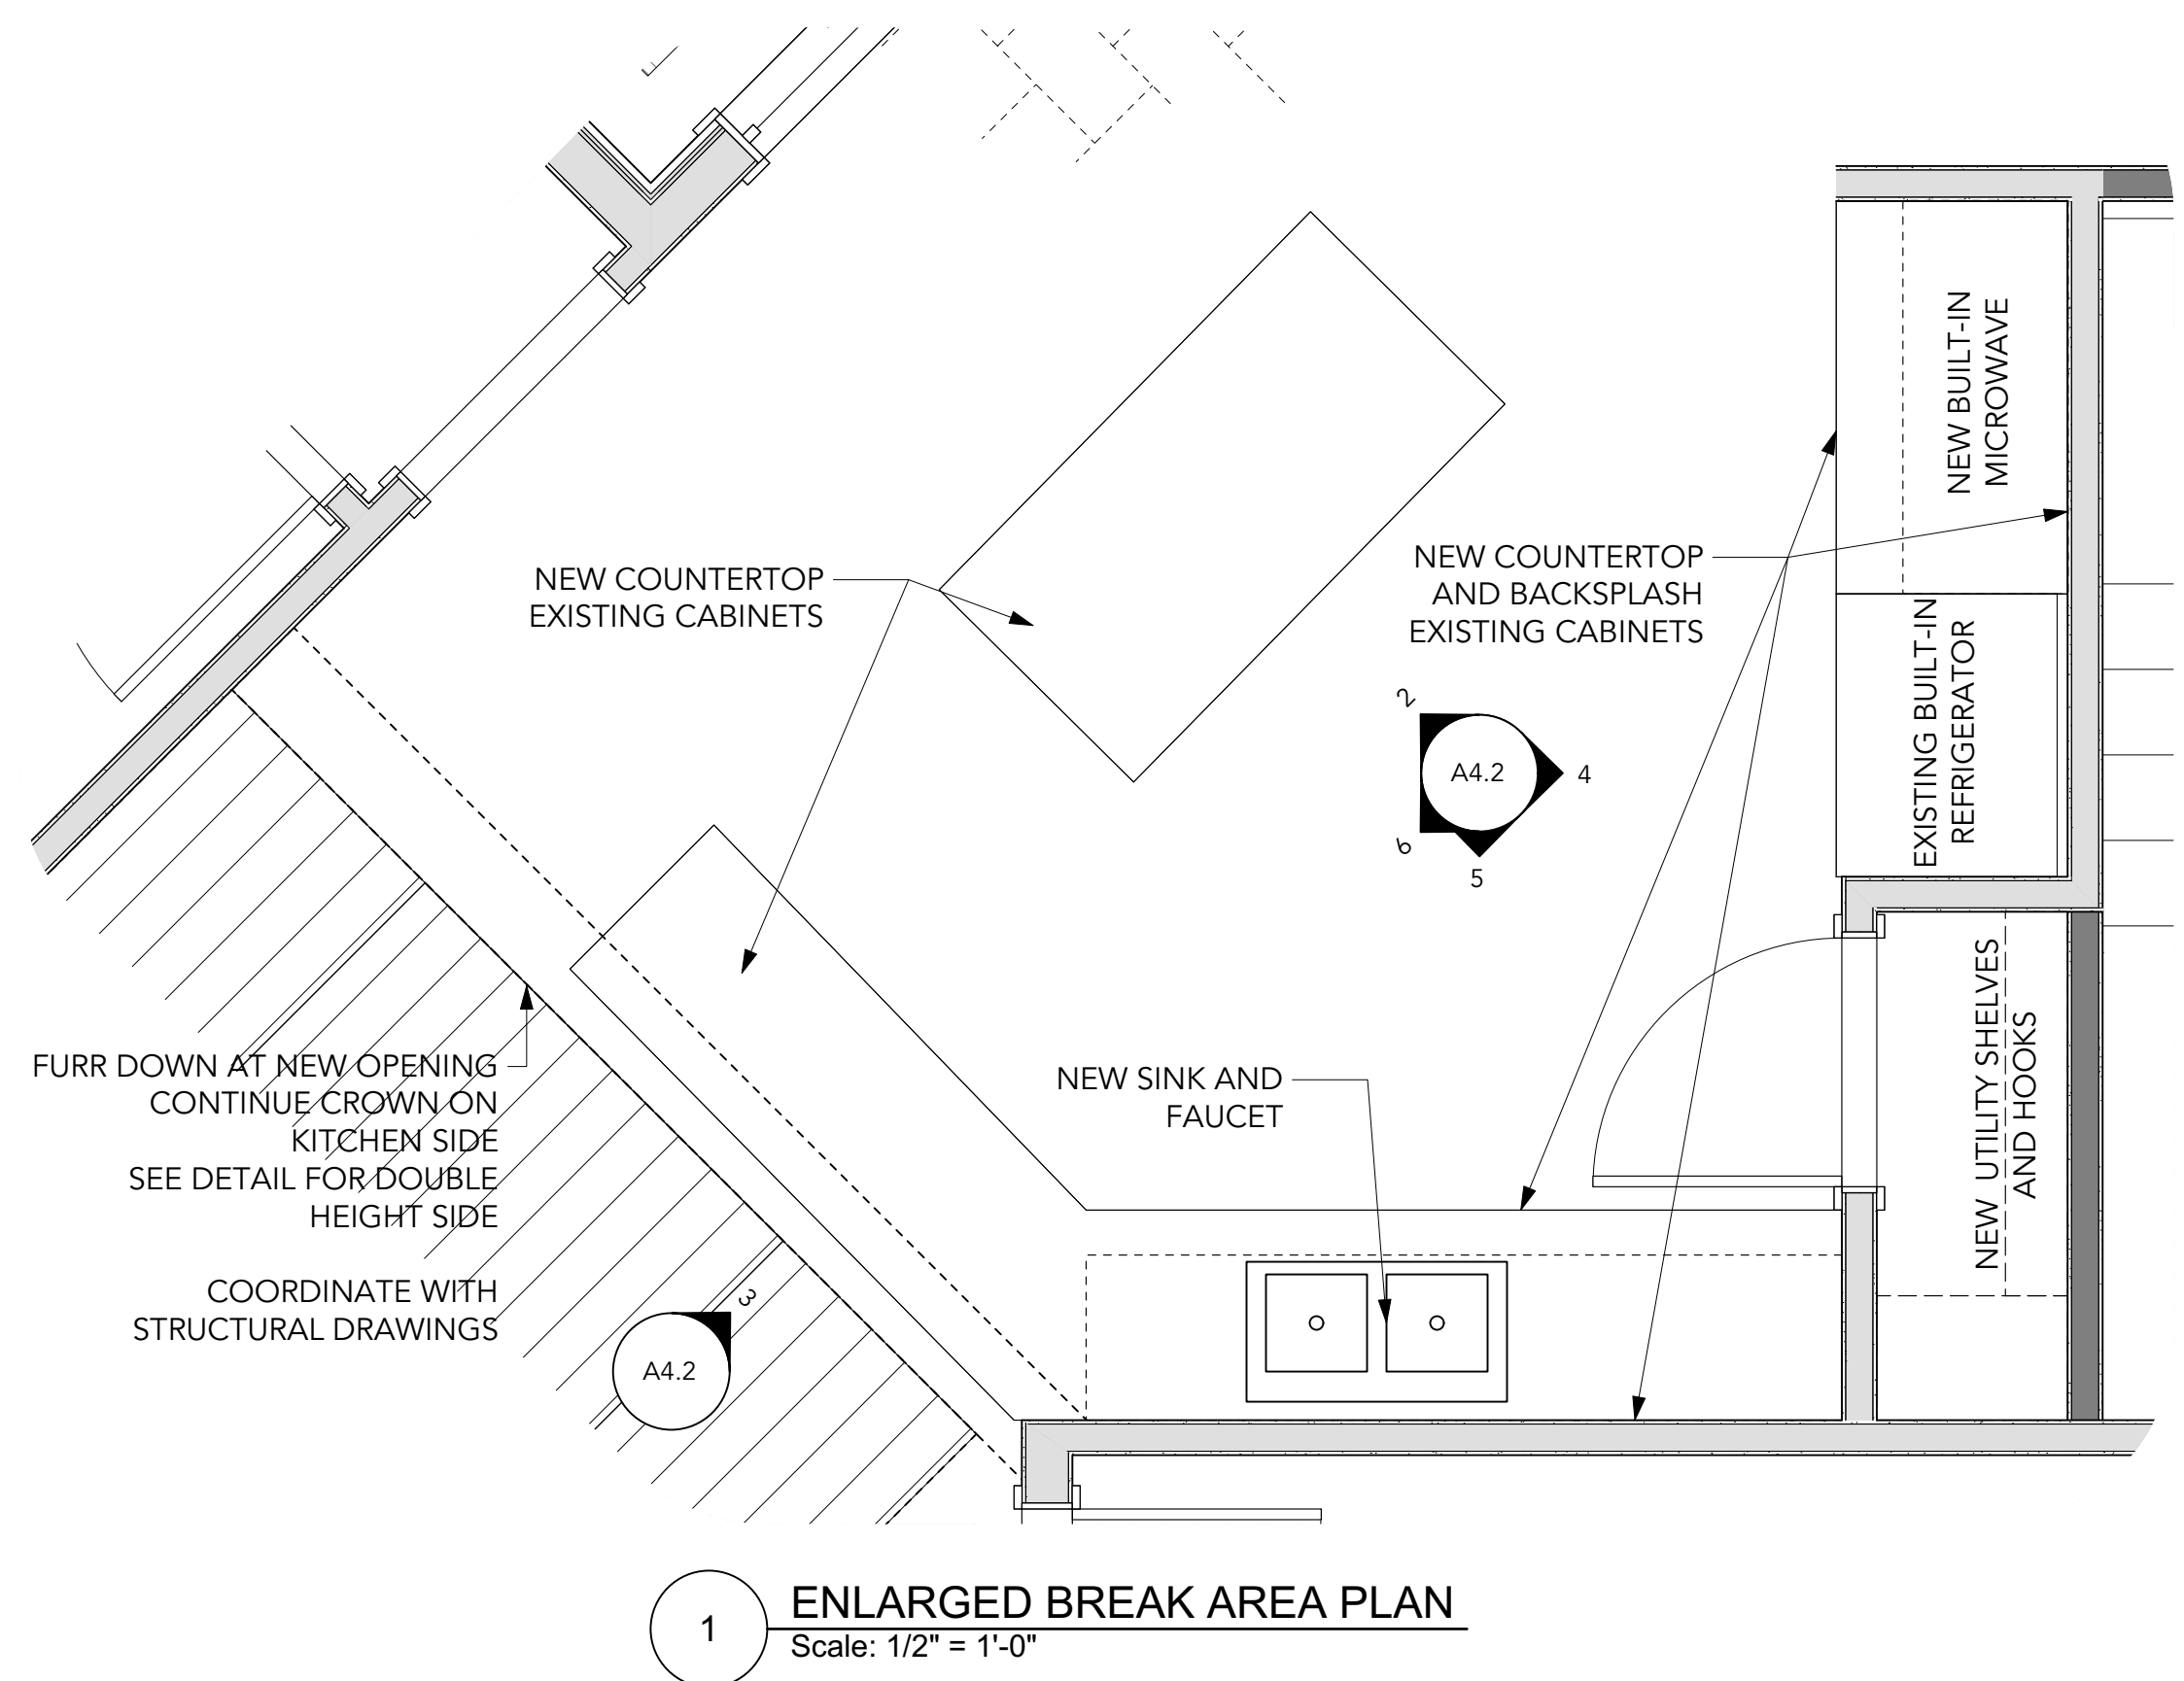 NEW BUILT-IN
MICROWAVE
NEW COUNTERTOP
EXISTING CABINETS
NEW COUNTERTOP
AND BACKSPLASH
EXISTING CABINETS
EXISTING BUILT-IN
REFRIGERATOR
2
A4.2
4
6
5
NEW UTILITY SHELVES
AND HOOKS
FURR DOWN AT NEW OPENING
CONTINUE CROWN ON
KITCHEN SIDE
SEE DETAIL FOR DOUBLE
HEIGHT SIDE
COORDINATE WITH
STRUCTURAL DRAWINGS
NEW SINK AND
FAUCET
3
A4.2
1
ENLARGED BREAK AREA PLAN
Scale: 1/2" = 1'-0"